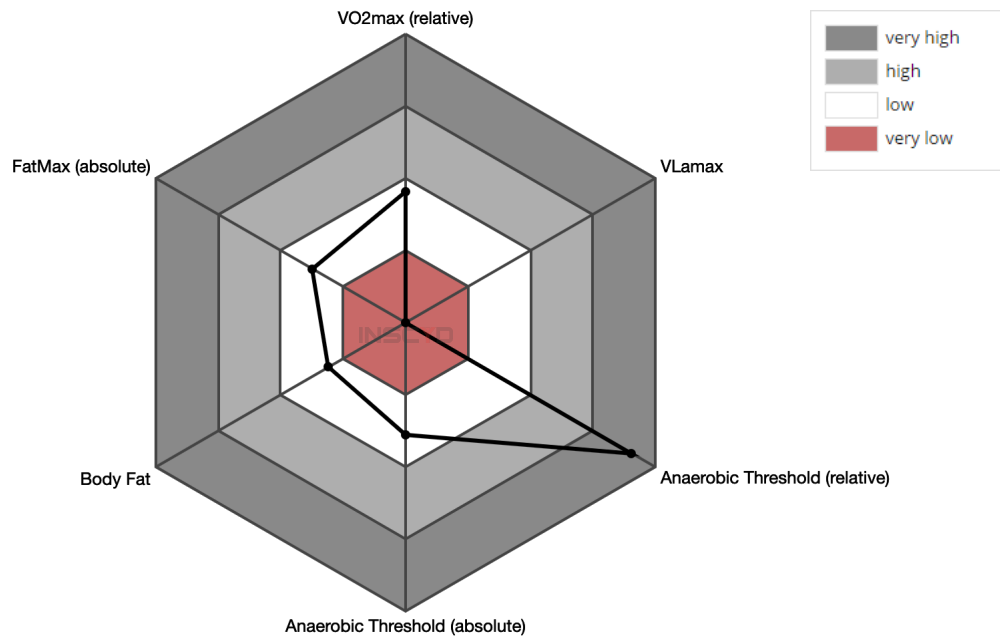 VO2max (relative)
very high
high
low
very low
FatMax (absolute)
VLamax
Body Fat
Anaerobic Threshold (relative)
Anaerobic Threshold (absolute)